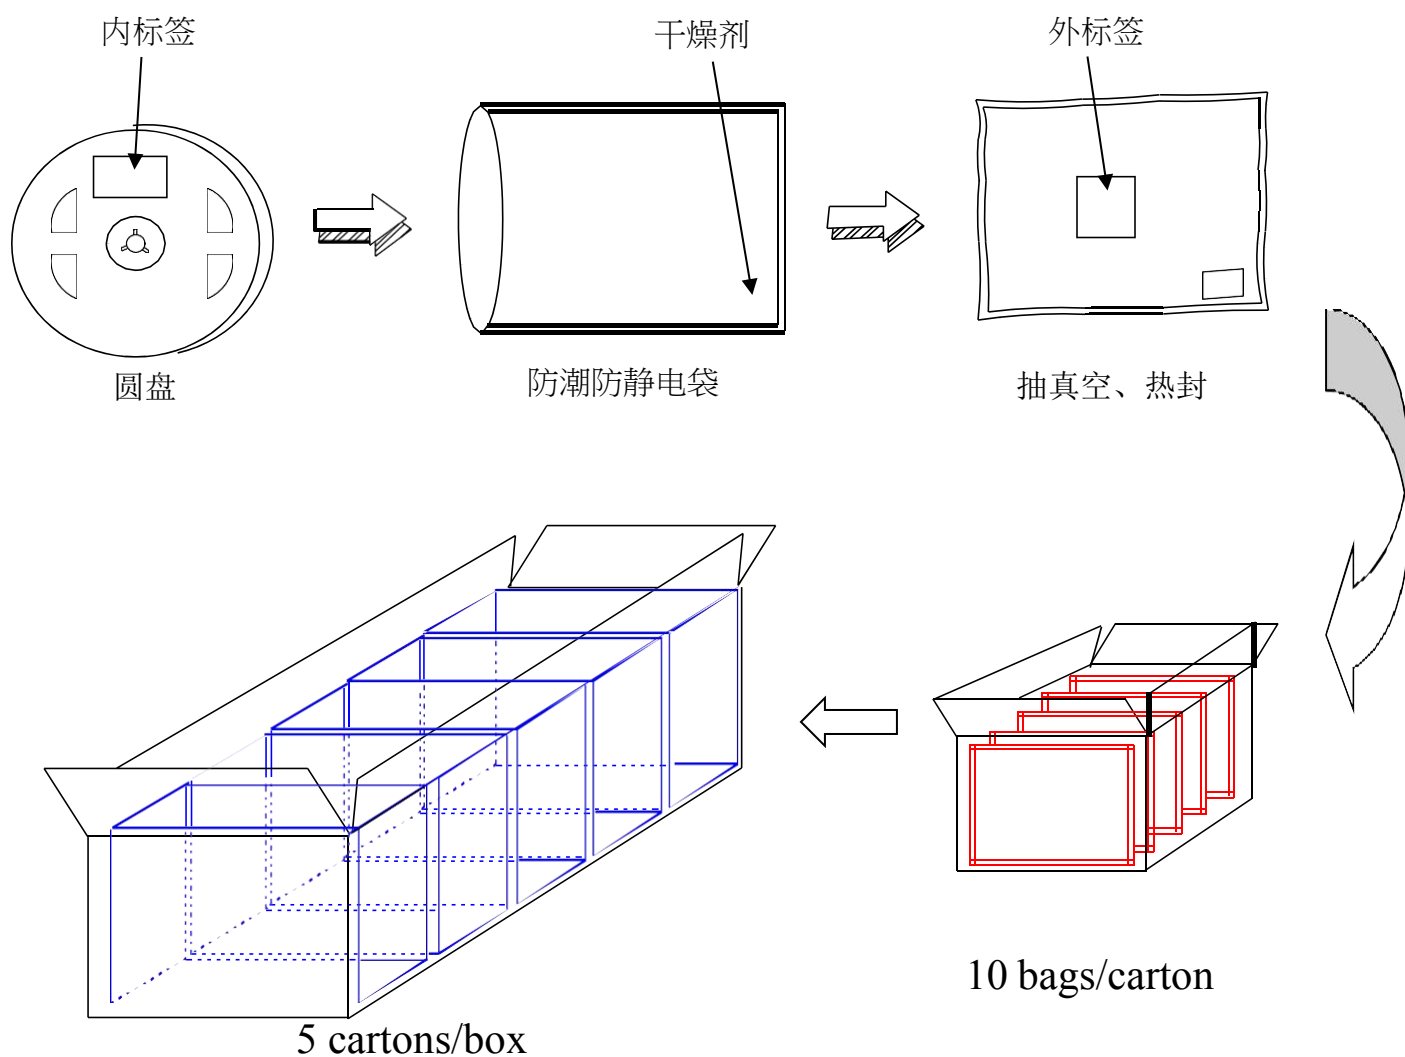 内标签
干燥剂
外标签
圆盘
防潮防静电袋
抽真空、热封
10 bags/carton
5 cartons/box